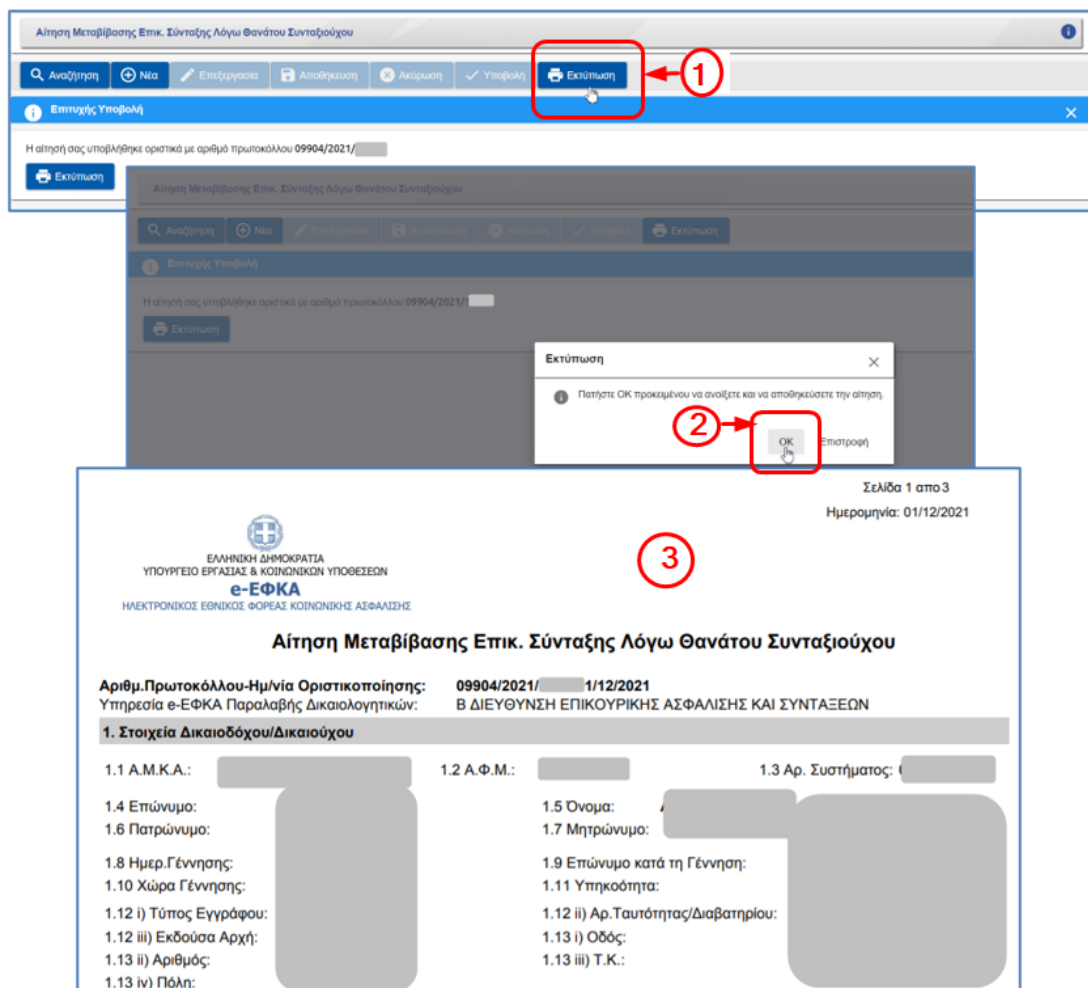 Αίτηση Μεταβίβασης Επικ. Σύνταξης Λόγω Θανάτου Συνταξιούχου
Αναζήτηση Νέα Επεξεργασία Αποθήκευση Ακύρωση Υποβολή Εκτύπωση
1
Επιτυχής Υποβολή
Η αίτησή σας υποβλήθηκε οριστικά με αριθμό πρωτοκόλλου 09904/2021/
Εκτύπωση
Αίτηση Μεταβίβασης Επικ. Σύνταξης Λόγω Θανάτου Συνταξιούχου
Αναζήτηση Νέα Επεξεργασία Αποθήκευση Ακύρωση Υποβολή Εκτύπωση
Επιτυχής Υποβολή
Η αίτησή σας υποβλήθηκε οριστικά με αριθμό πρωτοκόλλου 09904/2021/1
Εκτύπωση
Εκτύπωση
Πατήστε OK προκειμένου να ανοίξετε και να αποθηκεύσετε την αίτηση.
2
OK Επιστροφή
Σελίδα 1 απο 3
Ημερομηνία: 01/12/2021
3
ΕΛΛΗΝΙΚΗ ΔΗΜΟΚΡΑΤΙΑ
ΥΠΟΥΡΓΕΙΟ ΕΡΓΑΣΙΑΣ & ΚΟΙΝΩΝΙΚΩΝ ΥΠΟΘΕΣΕΩΝ
e-ΕΦΚΑ
ΗΛΕΚΤΡΟΝΙΚΟΣ ΕΘΝΙΚΟΣ ΦΟΡΕΑΣ ΚΟΙΝΩΝΙΚΗΣ ΑΣΦΑΛΙΣΗΣ
Αίτηση Μεταβίβασης Επικ. Σύνταξης Λόγω Θανάτου Συνταξιούχου
Αριθμ.Πρωτοκόλλου-Ημ/νία Οριστικοποίησης: 09904/2021/ 1/12/2021
Υπηρεσία e-ΕΦΚΑ Παραλαβής Δικαιολογητικών: Β ΔΙΕΥΘΥΝΣΗ ΕΠΙΚΟΥΡΙΚΗΣ ΑΣΦΑΛΙΣΗΣ ΚΑΙ ΣΥΝΤΑΞΕΩΝ
1. Στοιχεία Δικαιοδόχου/Δικαιούχου
1.1 Α.Μ.Κ.Α.: 1.2 Α.Φ.Μ.: 1.3 Αρ. Συστήματος:
1.4 Επώνυμο: 1.5 Όνομα:
1.6 Πατρώνυμο: 1.7 Μητρώνυμο:
1.8 Ημερ.Γέννησης: 1.9 Επώνυμο κατά τη Γέννηση:
1.10 Χώρα Γέννησης: 1.11 Υπηκοότητα:
1.12 i) Τύπος Εγγράφου: 1.12 ii) Αρ.Ταυτότητας/Διαβατηρίου:
1.12 iii) Εκδούσα Αρχή: 1.13 i) Οδός:
1.13 ii) Αριθμός: 1.13 iii) Τ.Κ.:
1.13 iv) Πόλη: